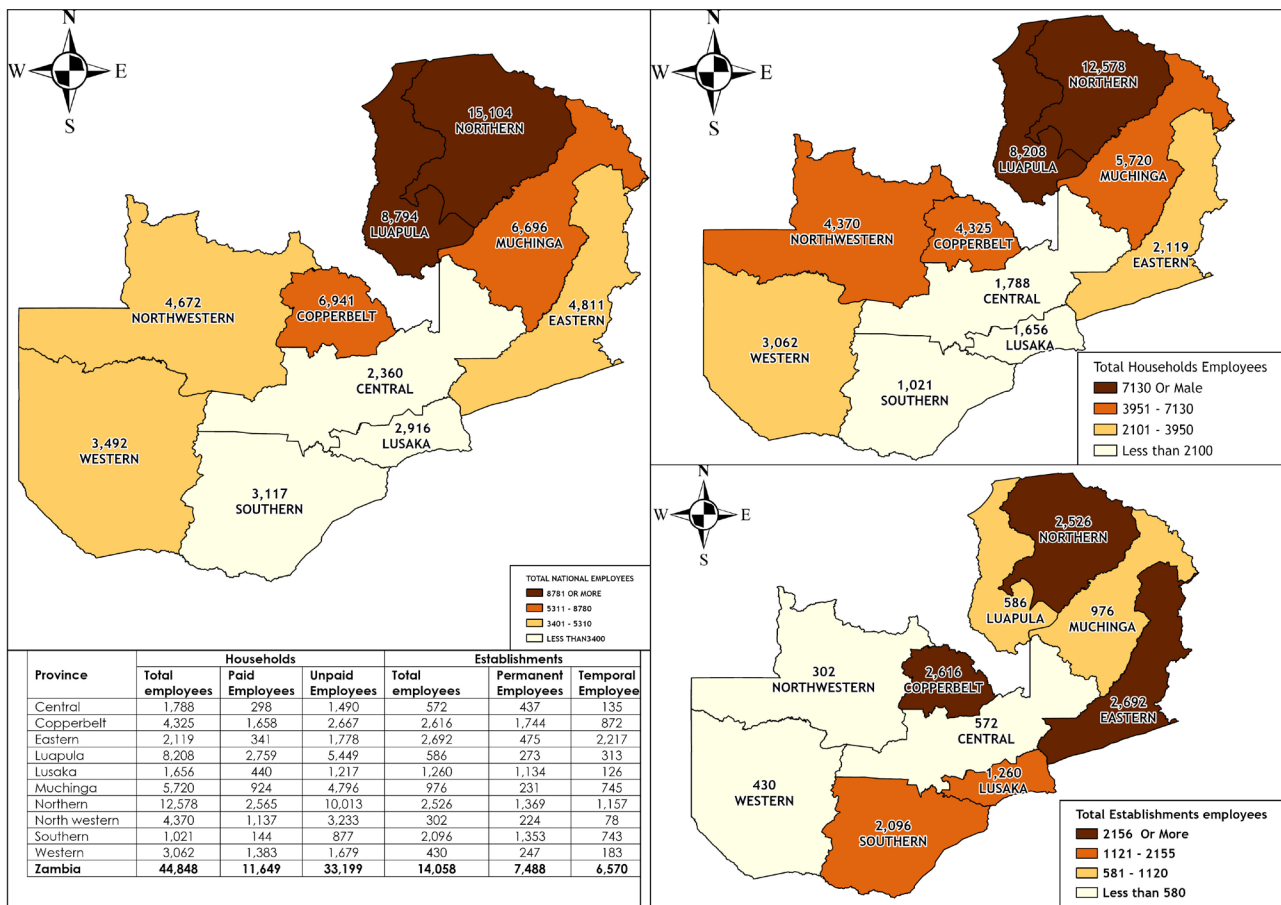 N
W E
S
15,104
NORTHERN
8,794
LUAPULA
6,696
MUCHINGA
4,672
NORTHWESTERN
6,941
COPPERBELT
4,811
EASTERN
2,360
CENTRAL
3,492
WESTERN
2,916
LUSAKA
3,117
SOUTHERN
TOTAL NATIONAL EMPLOYEES
8781 OR MORE
5311 - 8780
3401 - 5310
LESS THAN3400
N
W E
S
12,578
NORTHERN
8,208
LUAPULA
5,720
MUCHINGA
4,370
NORTHWESTERN
4,325
COPPERBELT
2,119
EASTERN
1,788
CENTRAL
1,656
LUSAKA
3,062
WESTERN
1,021
SOUTHERN
Total Households Employees
7130 Or Male
3951 - 7130
2101 - 3950
Less than 2100
N
W E
S
2,526
NORTHERN
586
LUAPULA
976
MUCHINGA
302
NORTHWESTERN
2,616
COPPERBELT
2,692
EASTERN
572
CENTRAL
1,260
LUSAKA
430
WESTERN
2,096
SOUTHERN
Total Establishments employees
2156 Or More
1121 - 2155
581 - 1120
Less than 580
Households Establishments
Province Total employees Paid Employees Unpaid Employees Total employees Permanent Employees Temporal Employee
Central 1,788 298 1,490 572 437 135
Copperbelt 4,325 1,658 2,667 2,616 1,744 872
Eastern 2,119 341 1,778 2,692 475 2,217
Luapula 8,208 2,759 5,449 586 273 313
Lusaka 1,656 440 1,217 1,260 1,134 126
Muchinga 5,720 924 4,796 976 231 745
Northern 12,578 2,565 10,013 2,526 1,369 1,157
North western 4,370 1,137 3,233 302 224 78
Southern 1,021 144 877 2,096 1,353 743
Western 3,062 1,383 1,679 430 247 183
Zambia 44,848 11,649 33,199 14,058 7,488 6,570